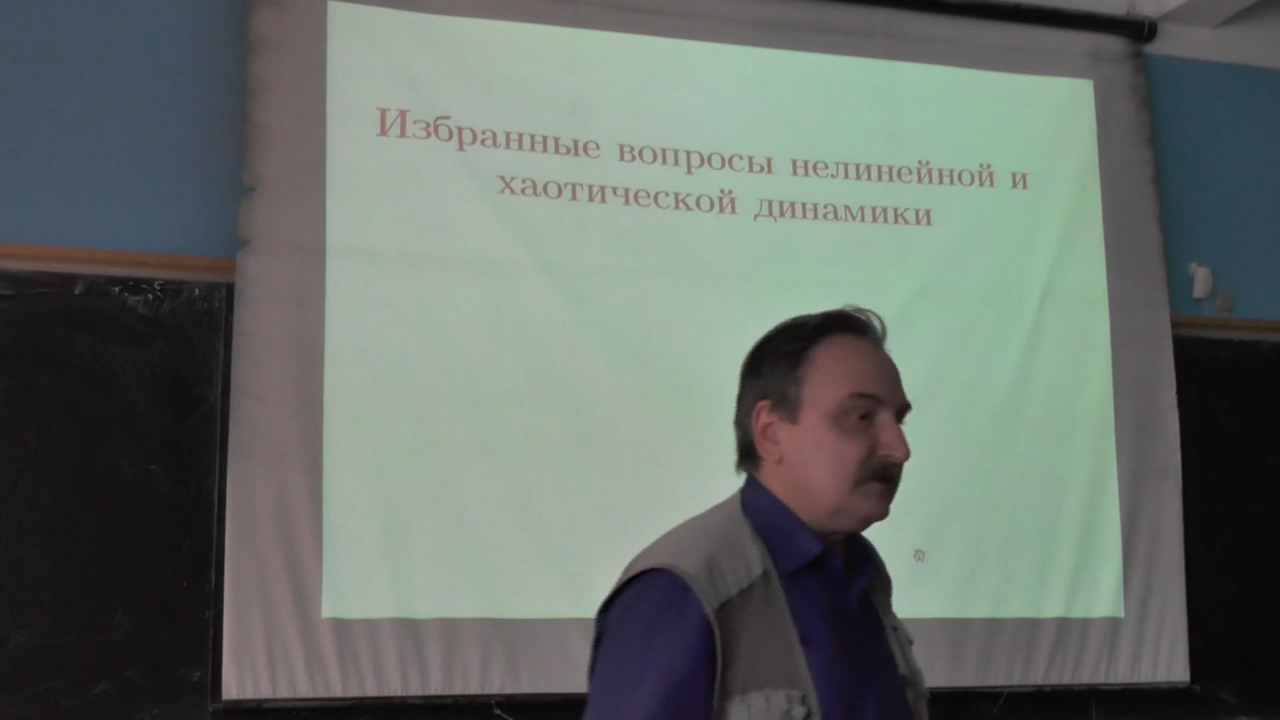 Избранные вопросы нелинейной и
хаотической динамики